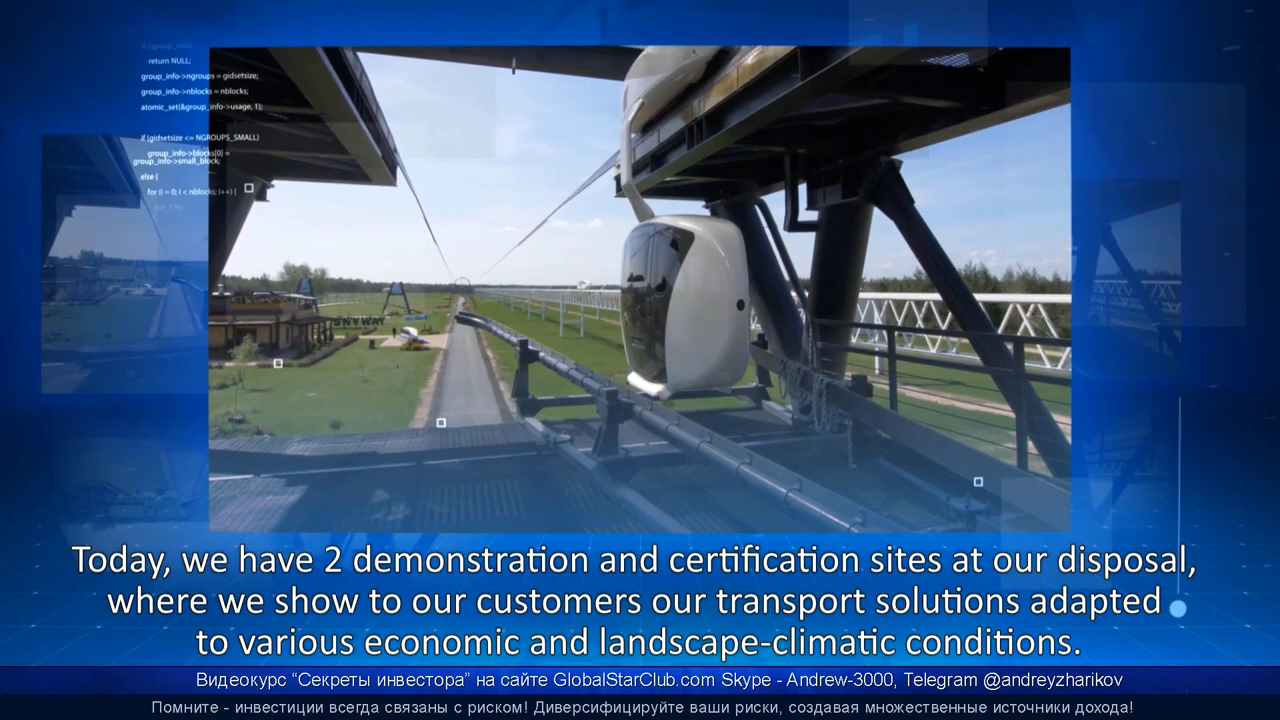 if (!group_info)
return NULL;
group_info->ngroups = gidsetsize;
group_info->nblocks = nblocks;
atomic_set(&group_info->usage, 1);
if (gidsetsize <= NGROUPS_SMALL)
group_info->blocks[0] =
group_info->small_block;
else {
for (i = 0; i < nblocks; i++) {
SKYWAY
Today, we have 2 demonstration and certification sites at our disposal,
where we show to our customers our transport solutions adapted
to various economic and landscape-climatic conditions.
Видеокурс “Секреты инвестора” на сайте GlobalStarClub.com Skype - Andrew-3000, Telegram @andreyzharikov
Помните - инвестиции всегда связаны с риском! Диверсифицируйте ваши риски, создавая множественные источники дохода!